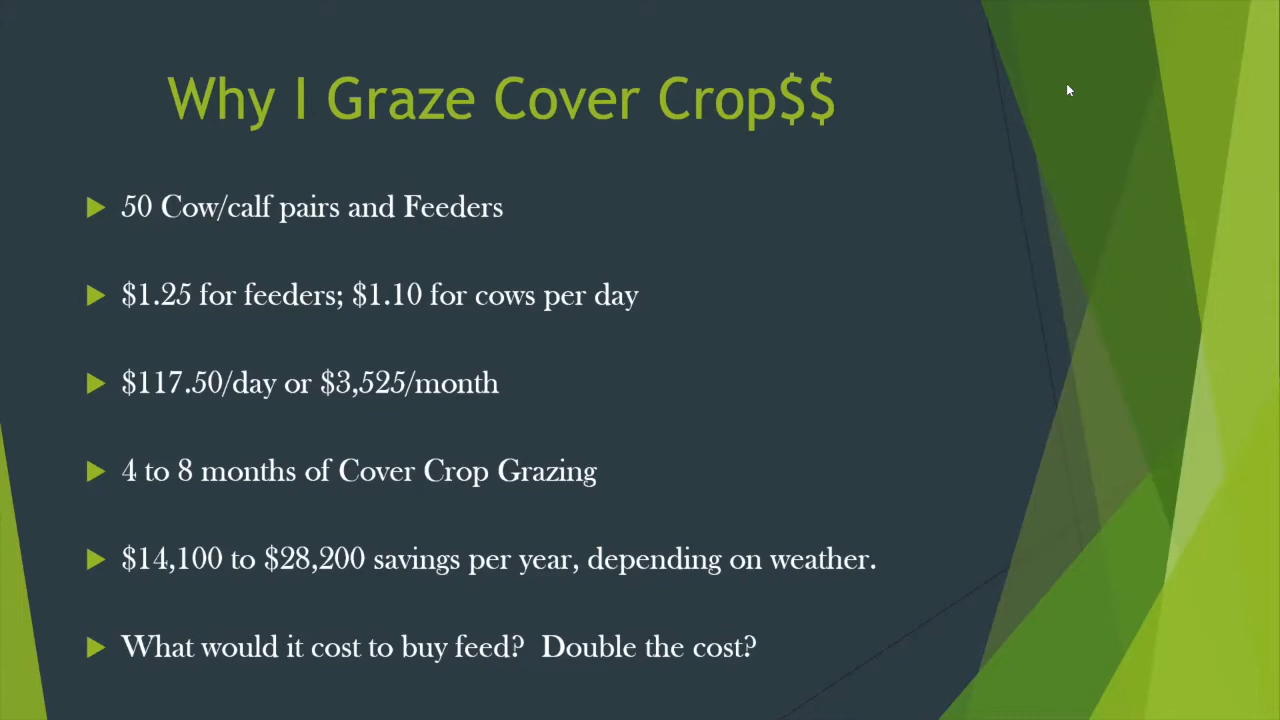 Why I Graze Cover Crop$$
50 Cow/calf pairs and Feeders
$1.25 for feeders; $1.10 for cows per day
$117.50/day or $3,525/month
4 to 8 months of Cover Crop Grazing
$14,100 to $28,200 savings per year, depending on weather.
What would it cost to buy feed?  Double the cost?